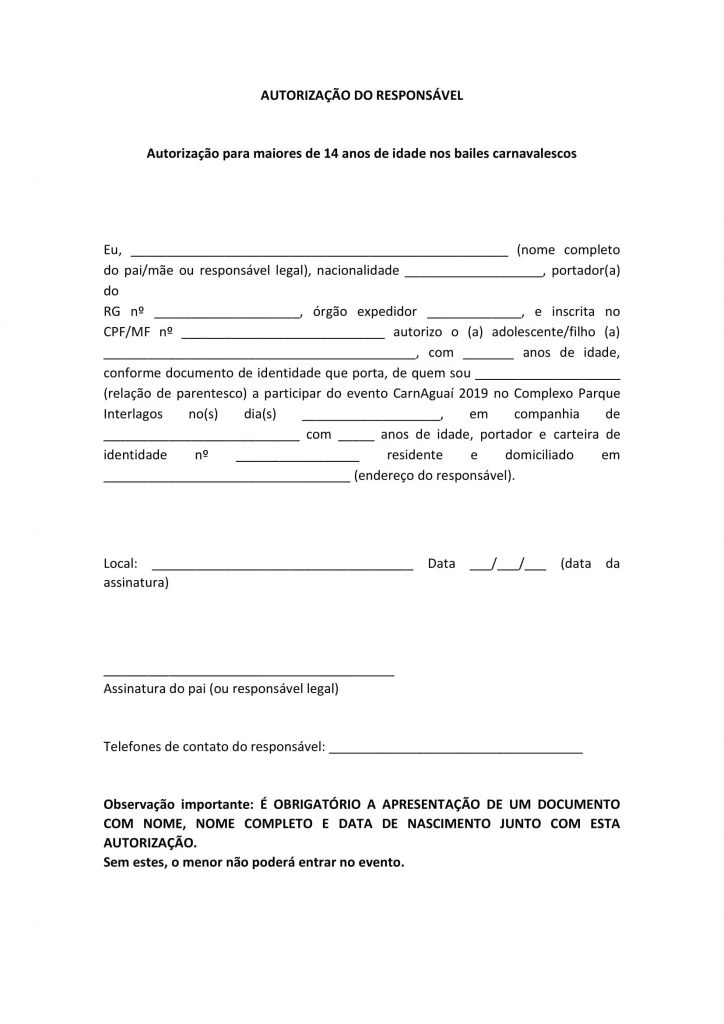 AUTORIZAÇÃO DO RESPONSÁVEL
Autorização para maiores de 14 anos de idade nos bailes carnavalescos
Eu, ____________________________________________________ (nome completo
do pai/mãe ou responsável legal), nacionalidade ___________________, portador(a)
do
RG nº ____________________, órgão expedidor _____________, e inscrita no
CPF/MF nº ____________________________ autorizo o (a) adolescente/filho (a)
___________________________________________, com _______ anos de idade,
conforme documento de identidade que porta, de quem sou ____________________
(relação de parentesco) a participar do evento CarnAguaí 2019 no Complexo Parque
Interlagos no(s) dia(s) ___________________, em companhia de
___________________________ com _____ anos de idade, portador e carteira de
identidade nº _________________ residente e domiciliado em
__________________________________ (endereço do responsável).
Local: ____________________________________ Data ___/___/___ (data da
assinatura)
________________________________________
Assinatura do pai (ou responsável legal)
Telefones de contato do responsável: ___________________________________
Observação importante: É OBRIGATÓRIO A APRESENTAÇÃO DE UM DOCUMENTO
COM NOME, NOME COMPLETO E DATA DE NASCIMENTO JUNTO COM ESTA
AUTORIZAÇÃO.
Sem estes, o menor não poderá entrar no evento.